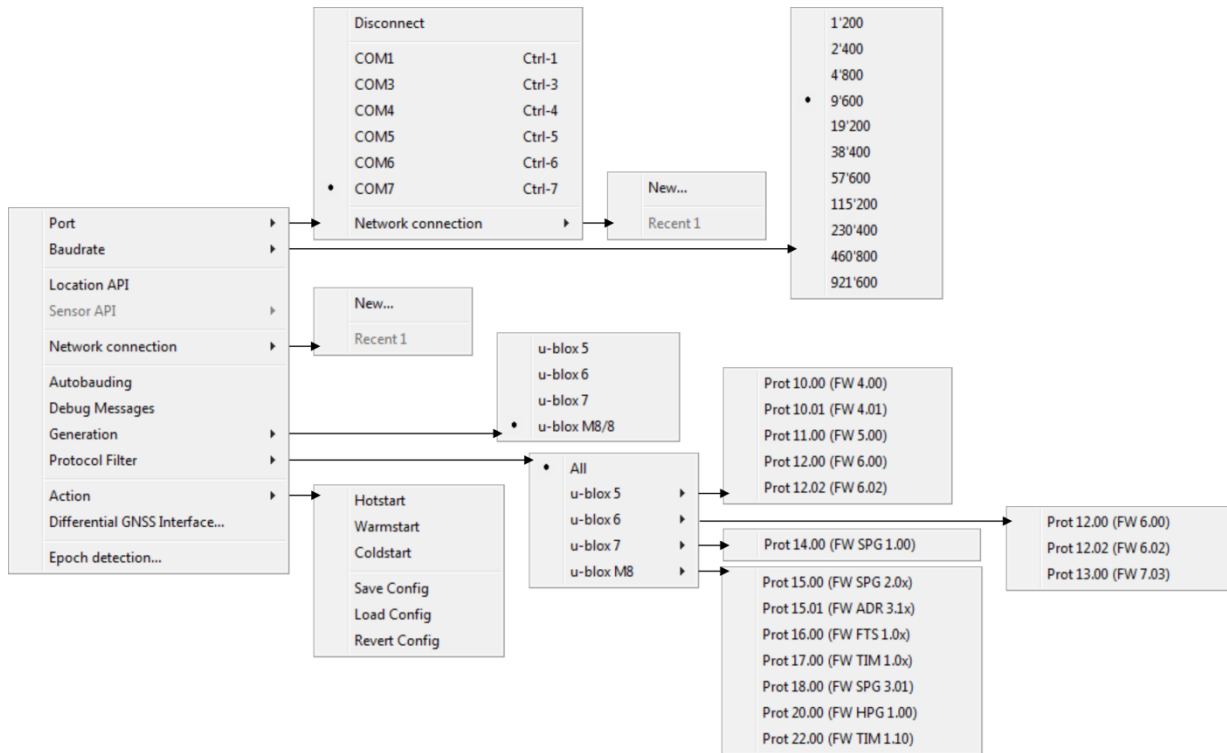 Disconnect
COM1 Ctrl-1
COM3 Ctrl-3
COM4 Ctrl-4
COM5 Ctrl-5
COM6 Ctrl-6
COM7 Ctrl-7
Network connection
New...
Recent 1
1'200
2'400
4'800
9'600
19'200
38'400
57'600
115'200
230'400
460'800
921'600
Port
Baudrate
Location API
Sensor API
Network connection
Autobauding
Debug Messages
Generation
Protocol Filter
Action
Differential GNSS Interface...
Epoch detection...
New...
Recent 1
u-blox 5
u-blox 6
u-blox 7
u-blox M8/8
All
u-blox 5
u-blox 6
u-blox 7
u-blox M8
Prot 10.00 (FW 4.00)
Prot 10.01 (FW 4.01)
Prot 11.00 (FW 5.00)
Prot 12.00 (FW 6.00)
Prot 12.02 (FW 6.02)
Prot 12.00 (FW 6.00)
Prot 12.02 (FW 6.02)
Prot 13.00 (FW 7.03)
Prot 14.00 (FW SPG 1.00)
Prot 15.00 (FW SPG 2.0x)
Prot 15.01 (FW ADR 3.1x)
Prot 16.00 (FW FTS 1.0x)
Prot 17.00 (FW TIM 1.0x)
Prot 18.00 (FW SPG 3.01)
Prot 20.00 (FW HPG 1.00)
Prot 22.00 (FW TIM 1.10)
Hotstart
Warmstart
Coldstart
Save Config
Load Config
Revert Config